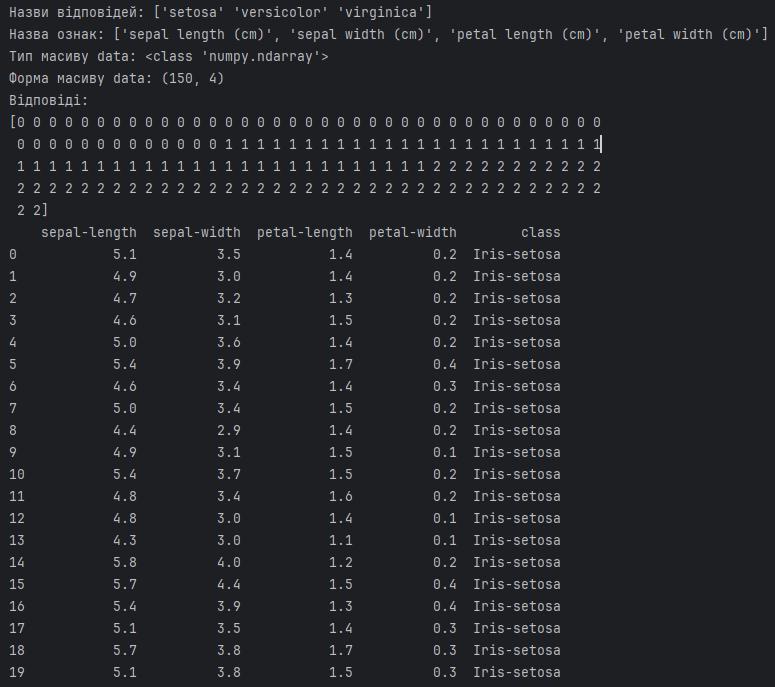 Назви відповідей: ['setosa' 'versicolor' 'virginica']
Назва ознак: ['sepal length (cm)', 'sepal width (cm)', 'petal length (cm)', 'petal width (cm)']
Тип масиву data: <class 'numpy.ndarray'>
Форма масиву data: (150, 4)
Відповіді:
[0 0 0 0 0 0 0 0 0 0 0 0 0 0 0 0 0 0 0 0 0 0 0 0 0 0 0 0 0 0 0 0 0 0 0 0 0
 0 0 0 0 0 0 0 0 0 0 0 0 0 1 1 1 1 1 1 1 1 1 1 1 1 1 1 1 1 1 1 1 1 1 1 1 1
 1 1 1 1 1 1 1 1 1 1 1 1 1 1 1 1 1 1 1 1 1 1 1 1 1 1 2 2 2 2 2 2 2 2 2 2 2
 2 2 2 2 2 2 2 2 2 2 2 2 2 2 2 2 2 2 2 2 2 2 2 2 2 2 2 2 2 2 2 2 2 2 2 2 2
 2 2]
    sepal-length  sepal-width  petal-length  petal-width        class
0            5.1          3.5           1.4          0.2  Iris-setosa
1            4.9          3.0           1.4          0.2  Iris-setosa
2            4.7          3.2           1.3          0.2  Iris-setosa
3            4.6          3.1           1.5          0.2  Iris-setosa
4            5.0          3.6           1.4          0.2  Iris-setosa
5            5.4          3.9           1.7          0.4  Iris-setosa
6            4.6          3.4           1.4          0.3  Iris-setosa
7            5.0          3.4           1.5          0.2  Iris-setosa
8            4.4          2.9           1.4          0.2  Iris-setosa
9            4.9          3.1           1.5          0.1  Iris-setosa
10           5.4          3.7           1.5          0.2  Iris-setosa
11           4.8          3.4           1.6          0.2  Iris-setosa
12           4.8          3.0           1.4          0.1  Iris-setosa
13           4.3          3.0           1.1          0.1  Iris-setosa
14           5.8          4.0           1.2          0.2  Iris-setosa
15           5.7          4.4           1.5          0.4  Iris-setosa
16           5.4          3.9           1.3          0.4  Iris-setosa
17           5.1          3.5           1.4          0.3  Iris-setosa
18           5.7          3.8           1.7          0.3  Iris-setosa
19           5.1          3.8           1.5          0.3  Iris-setosa